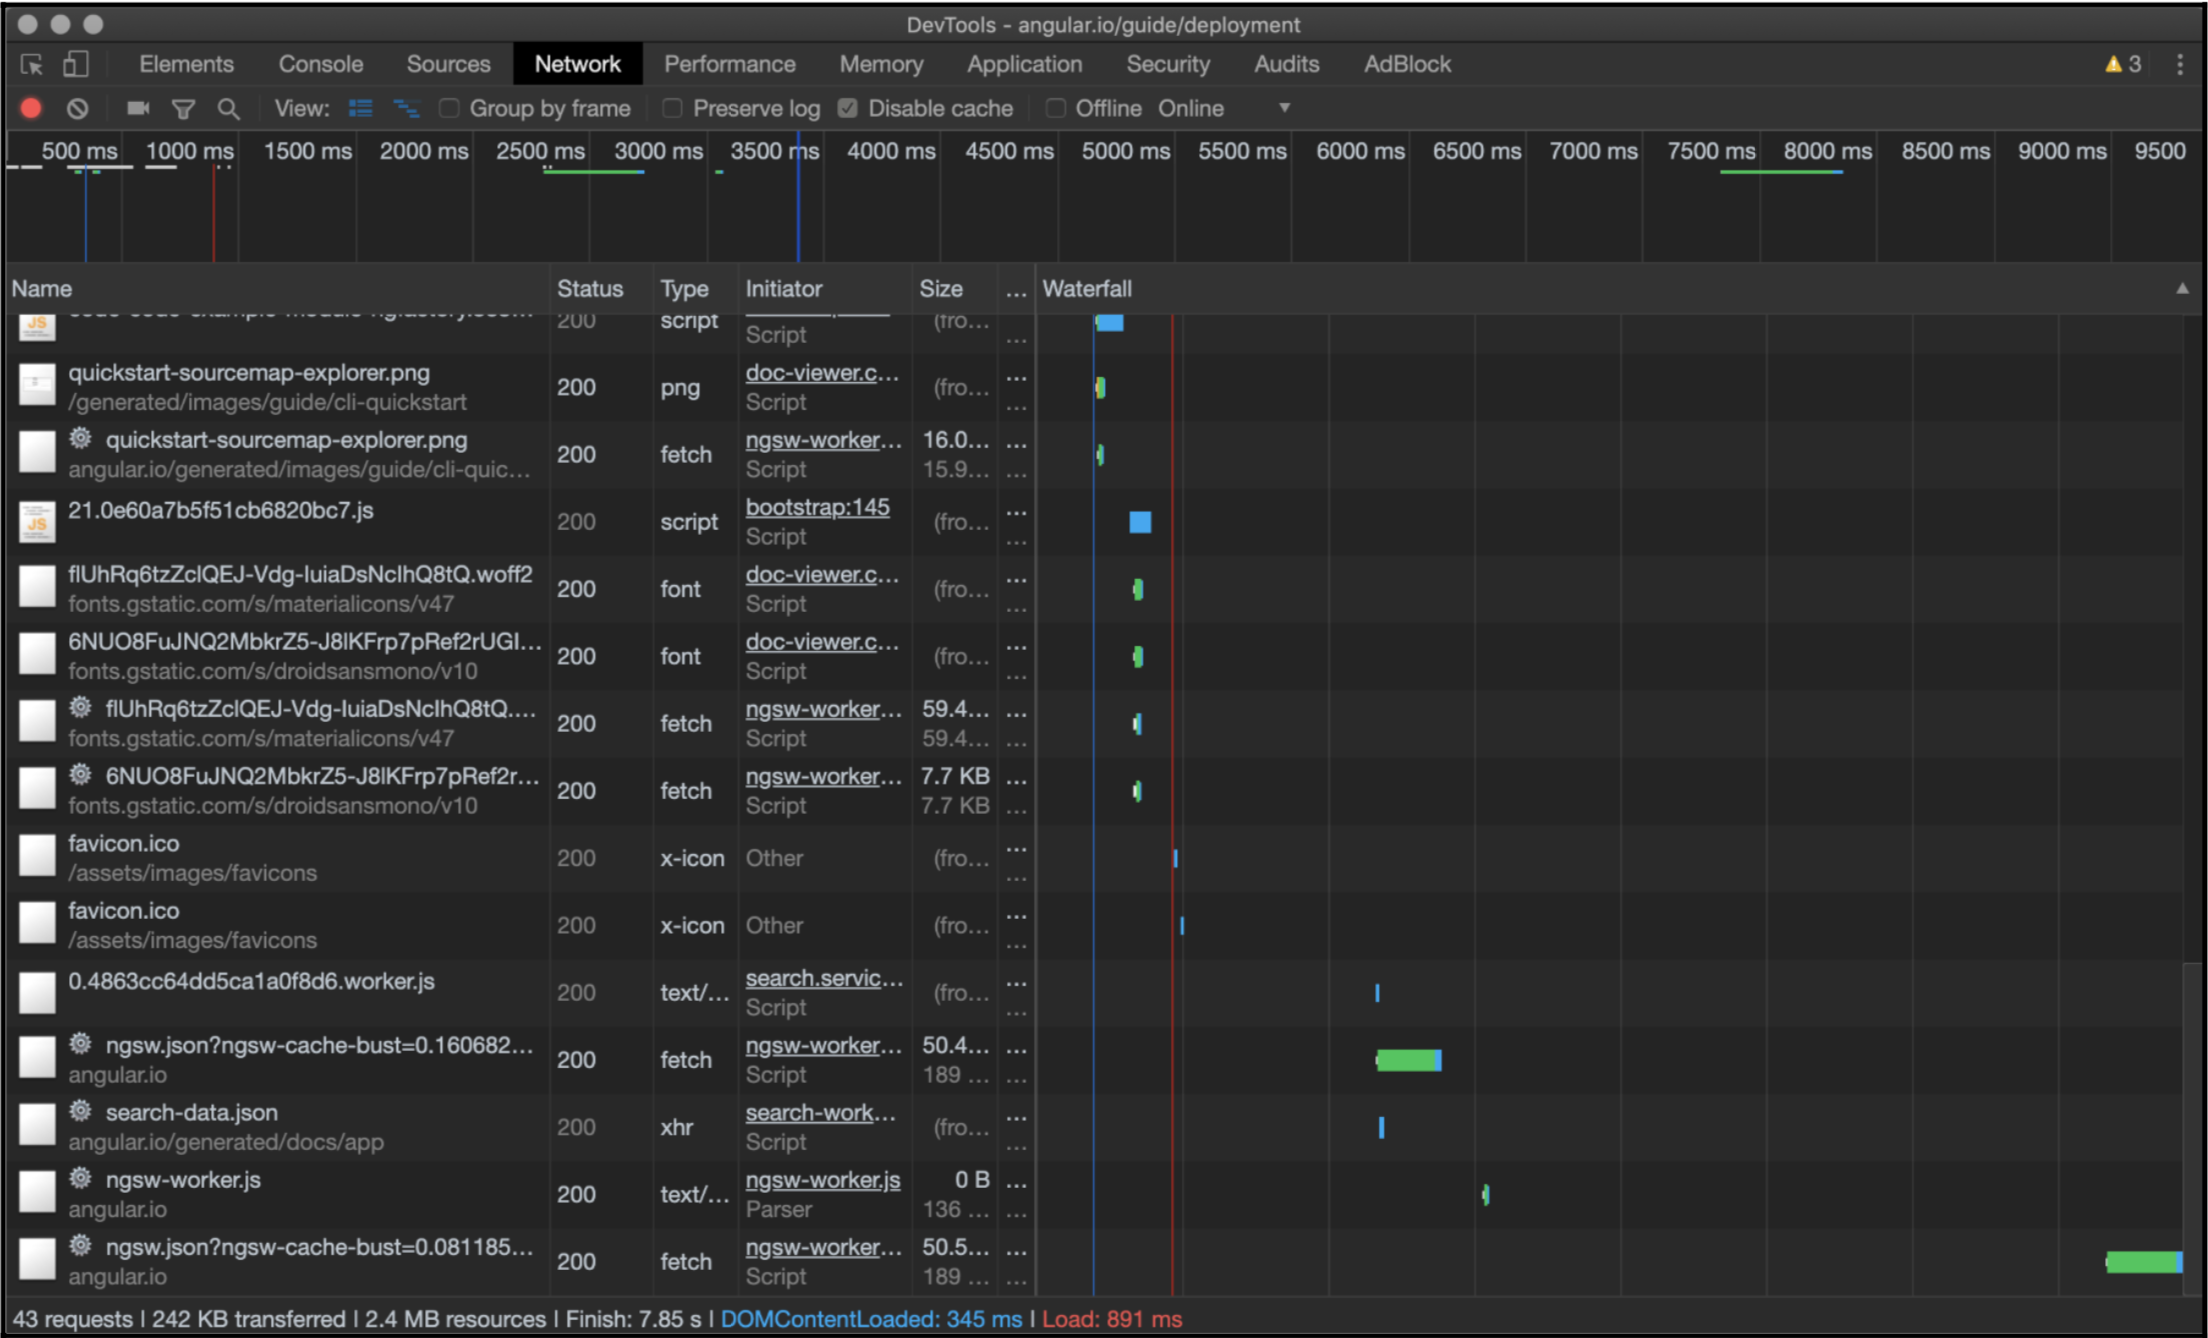 DevTools - angular.io/guide/deployment
Elements Console Sources Network Performance Memory Application Security Audits AdBlock 3
View: Group by frame Preserve log Disable cache Offline Online
500 ms 1000 ms 1500 ms 2000 ms 2500 ms 3000 ms 3500 ms 4000 ms 4500 ms 5000 ms 5500 ms 6000 ms 6500 ms 7000 ms 7500 ms 8000 ms 8500 ms 9000 ms 9500
Name Status Type Initiator Size ... Waterfall
JS 200 script (fro...
Script ...
quickstart-sourcemap-explorer.png 200 png doc-viewer.c... (fro... ...
/generated/images/guide/cli-quickstart Script ...
quickstart-sourcemap-explorer.png 200 fetch ngsw-worker... 16.0... ...
angular.io/generated/images/guide/cli-quic... Script 15.9... ...
JS 21.0e60a7b5f51cb6820bc7.js 200 script bootstrap:145 (fro... ...
Script ...
flUhRq6tzZclQEJ-Vdg-IuiaDsNcIhQ8tQ.woff2 200 font doc-viewer.c... (fro... ...
fonts.gstatic.com/s/materialicons/v47 Script ...
6NUO8FuJNQ2MbkrZ5-J8lKFrp7pRef2rUGI... 200 font doc-viewer.c... (fro... ...
fonts.gstatic.com/s/droidsansmono/v10 Script ...
flUhRq6tzZclQEJ-Vdg-IuiaDsNcIhQ8tQ.... 200 fetch ngsw-worker... 59.4... ...
fonts.gstatic.com/s/materialicons/v47 Script 59.4... ...
6NUO8FuJNQ2MbkrZ5-J8lKFrp7pRef2r... 200 fetch ngsw-worker... 7.7 KB ...
fonts.gstatic.com/s/droidsansmono/v10 Script 7.7 KB ...
favicon.ico 200 x-icon Other (fro... ...
/assets/images/favicons ...
favicon.ico 200 x-icon Other (fro... ...
/assets/images/favicons ...
0.4863cc64dd5ca1a0f8d6.worker.js 200 text/... search.servic... (fro... ...
Script ...
ngsw.json?ngsw-cache-bust=0.160682... 200 fetch ngsw-worker... 50.4... ...
angular.io Script 189 ... ...
search-data.json 200 xhr search-work... (fro... ...
angular.io/generated/docs/app Script ...
ngsw-worker.js 200 text/... ngsw-worker.js 0 B ...
angular.io Parser 136 ... ...
ngsw.json?ngsw-cache-bust=0.081185... 200 fetch ngsw-worker... 50.5... ...
angular.io Script 189 ... ...
43 requests | 242 KB transferred | 2.4 MB resources | Finish: 7.85 s | DOMContentLoaded: 345 ms | Load: 891 ms